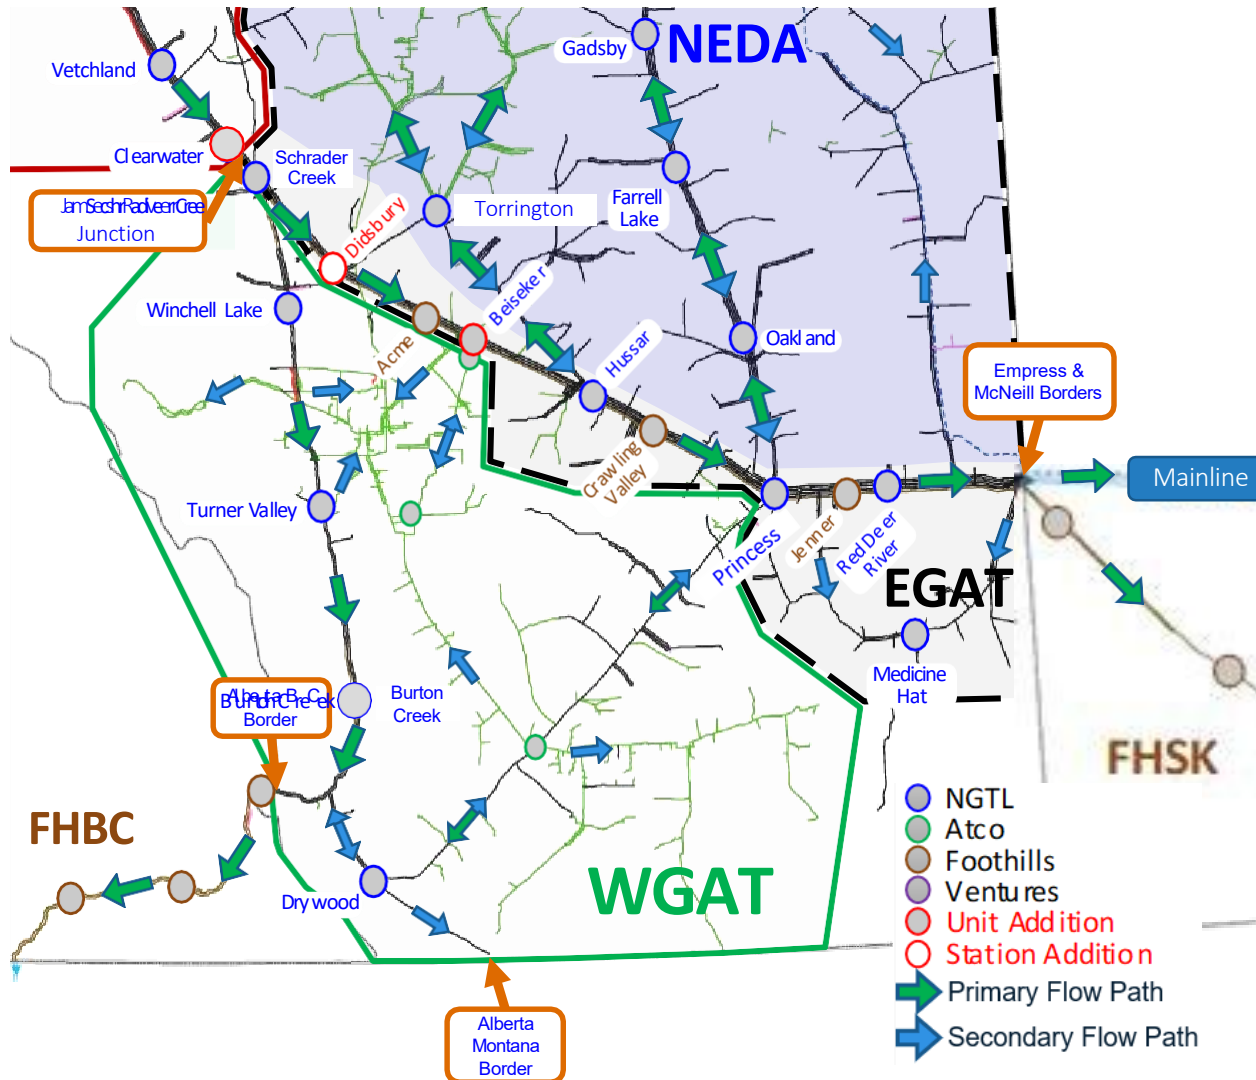 NEDA
Gadsby
Vetchland
Clearwater
Schrader
Creek
Junction
Torrington
Farrell
Lake
Didsbury
Beiseker
Winchell Lake
Acme
Hussar
Oakland
Empress &
McNeill Borders
Crawling
Valley
Mainline
Turner Valley
Princess
Jenner
Red Deer
River
EGAT
Medicine
Hat
Burton
Creek
Border
FHSK
FHBC
WGAT
Drywood
NGTL
Atco
Foothills
Ventures
Unit Addition
Station Addition
Primary Flow Path
Secondary Flow Path
Alberta
Montana
Border